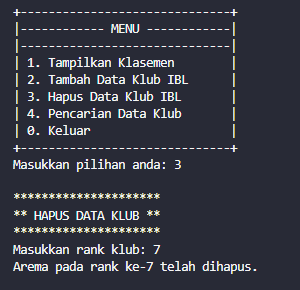 +------------------------------+
|------------ MENU ------------|
|------------------------------|
| 1. Tampilkan Klasemen        |
| 2. Tambah Data Klub IBL      |
| 3. Hapus Data Klub IBL       |
| 4. Pencarian Data Klub       |
| 0. Keluar                    |
+------------------------------+
Masukkan pilihan anda: 3
*********************
** HAPUS DATA KLUB **
*********************
Masukkan rank klub: 7
Arema pada rank ke-7 telah dihapus.